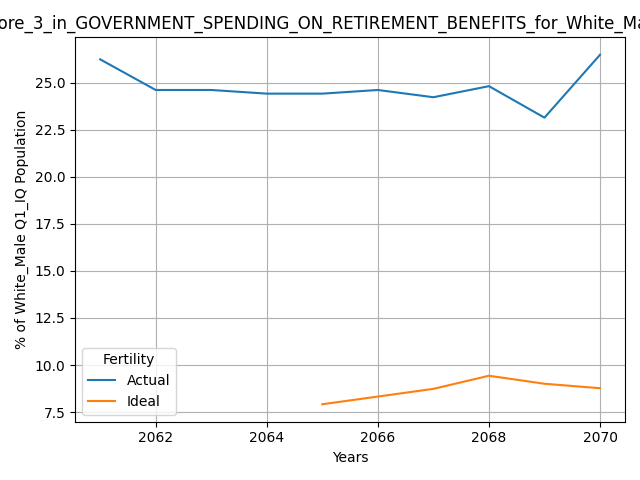 ore_3_in_GOVERNMENT_SPENDING_ON_RETIREMENT_BENEFITS_for_White_Ma
% of White_Male Q1_IQ Population
25.0
22.5
20.0
17.5
15.0
12.5
10.0
7.5
Fertility
Actual
Ideal
2062 2064 2066 2068 2070
Years